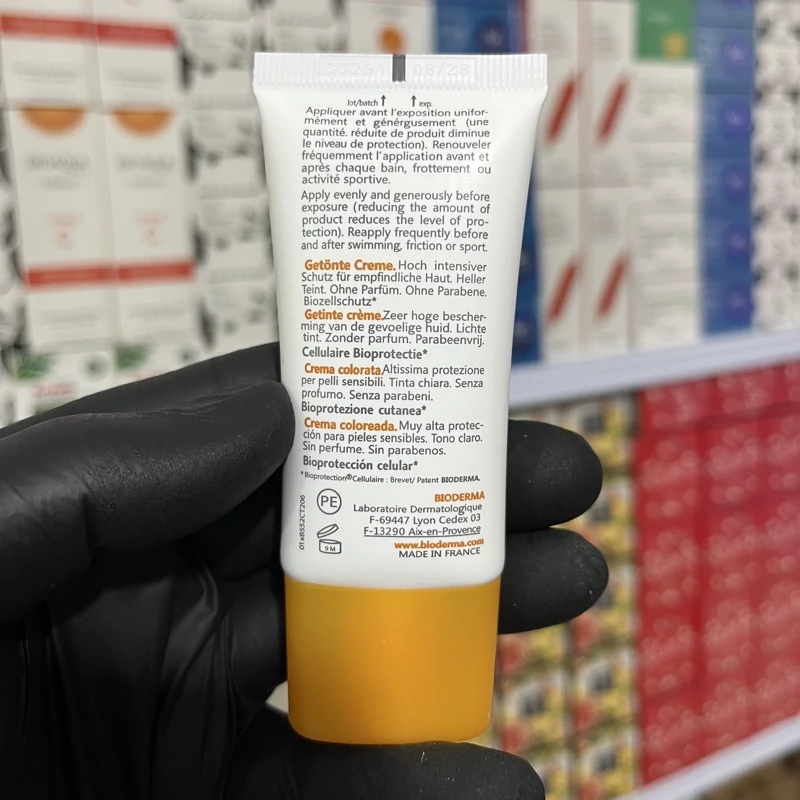 08/28
lot/batch exp.
Appliquer avant l'exposition unifor-
mément et générgusement (une
quantité. réduite de produit diminue
le niveau de protection). Renouveler
fréquemment l'application avant et
après chaque bain, frottement ou
activité sportive.
Apply evenly and generously before
exposure (reducing the amount of
product reduces the level of pro-
tection). Reapply frequently before
and after swimming, friction or sport.
Getönte Creme. Hoch intensiver
Schutz für empfindliche Haut. Heller
Teint. Ohne Parfüm. Ohne Parabene.
Biozellschutz*
Getinte crème.Zeer hoge bescher-
ming van de gevoelige huid. Lichte
tint. Zonder parfum. Parabeenvrij.
Cellulaire Bioprotectie*
Crema colorata.Altissima protezione
per pelli sensibili. Tinta chiara. Senza
profumo. Senza parabeni.
Bioprotezione cutanea*
Crema coloreada. Muy alta protec-
ción para pieles sensibles. Tono claro.
Sin perfume. Sin parabenos.
Bioprotección celular*
*Bioprotection®Cellulaire : Brevet/ Patent BIODERMA.
PE
9 M
BIODERMA
Laboratoire Dermatologique
F-69447 Lyon Cedex 03
F-13290 Aix-en-Provence
www.bioderma.com
MADE IN FRANCE